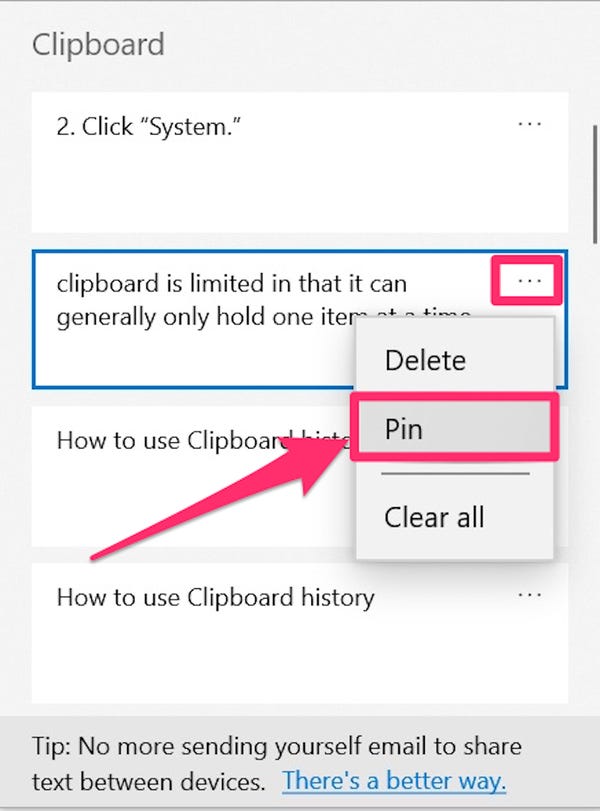 Clipboard
2. Click “System.”
...
clipboard is limited in that it can
...
generally only hold one item at a time
Delete
Pin
How to use Clipboard
Clear all
How to use Clipboard history
...
Tip: No more sending yourself email to share
text between devices. There's a better way.